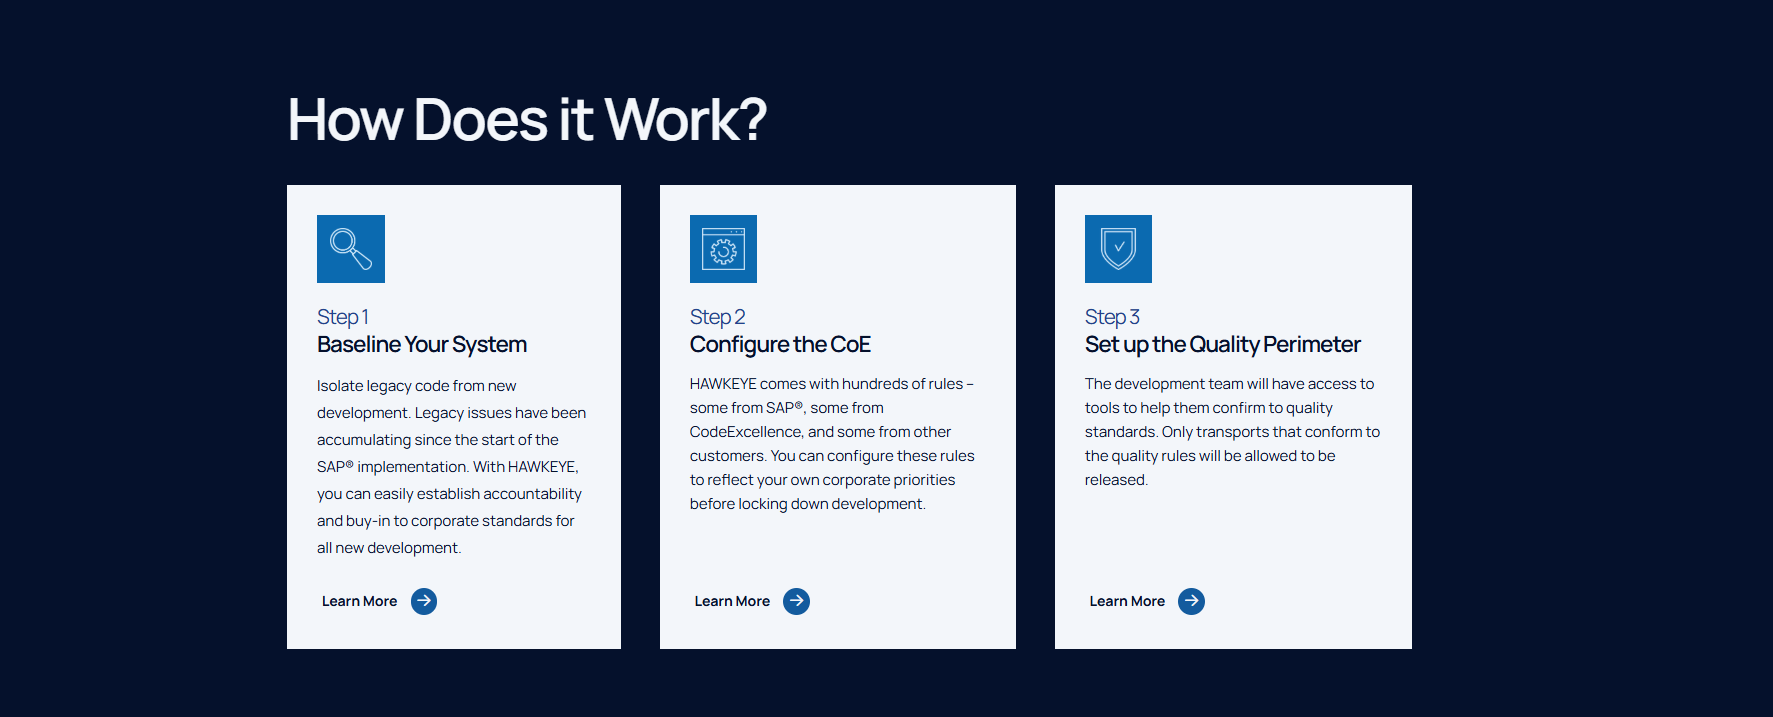 How Does it Work?
Step 1
Baseline Your System
Isolate legacy code from new
development. Legacy issues have been
accumulating since the start of the
SAP® implementation. With HAWKEYE,
you can easily establish accountability
and buy-in to corporate standards for
all new development.
Learn More
Step 2
Configure the CoE
HAWKEYE comes with hundreds of rules –
some from SAP®, some from
CodeExcellence, and some from other
customers. You can configure these rules
to reflect your own corporate priorities
before locking down development.
Learn More
Step 3
Set up the Quality Perimeter
The development team will have access to
tools to help them confirm to quality
standards. Only transports that conform to
the quality rules will be allowed to be
released.
Learn More